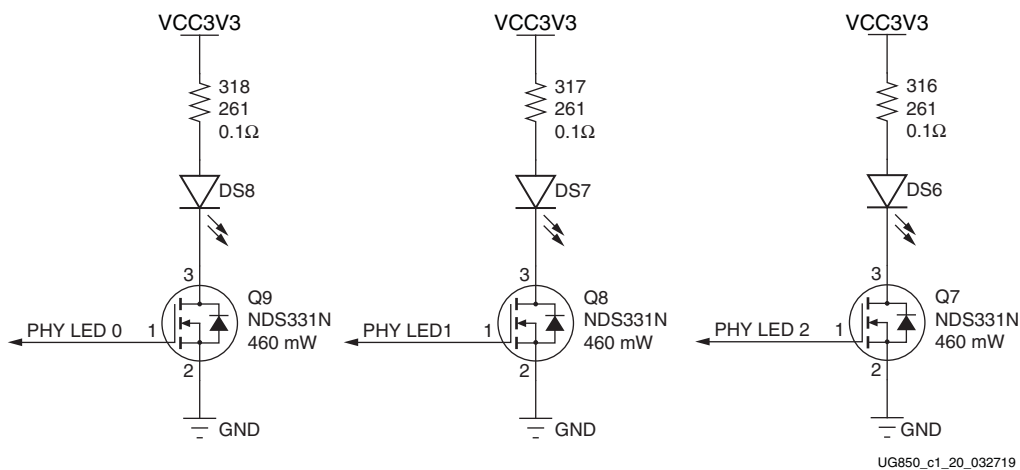 VCC3V3
318
261
0.1Ω
DS8
3
Q9
NDS331N
460 mW
PHY LED 0
1
2
GND
VCC3V3
317
261
0.1Ω
DS7
3
Q8
NDS331N
460 mW
PHY LED1
1
2
GND
VCC3V3
316
261
0.1Ω
DS6
3
Q7
NDS331N
460 mW
PHY LED 2
1
2
GND
UG850_c1_20_032719